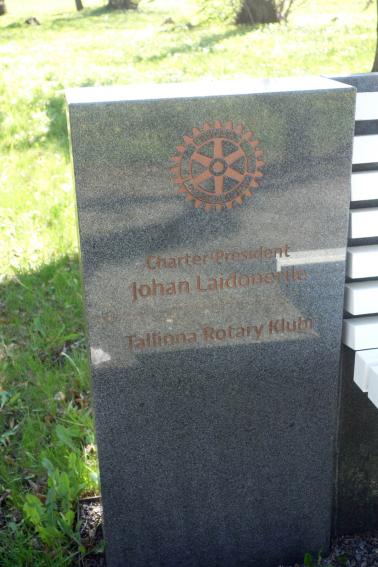 Charter-President
Johan Laidonerile
Tallinna Rotary Klubi